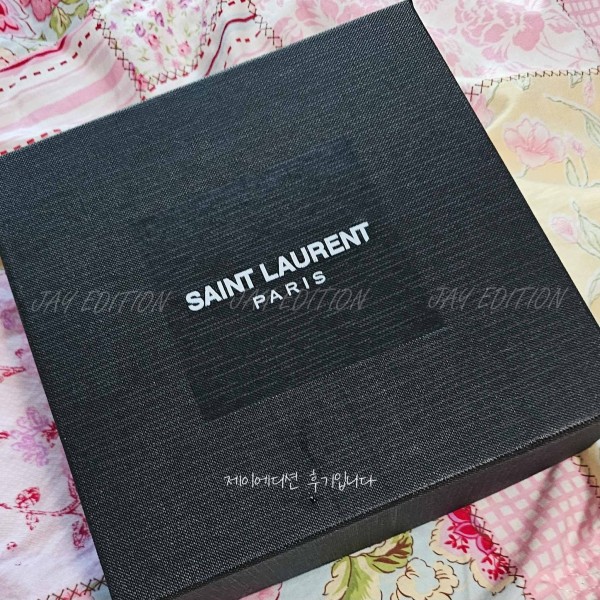 SAINT LAURENT
PARIS
JAY EDITION JAY EDITION JAY EDITION
제이에디션 후기입니다